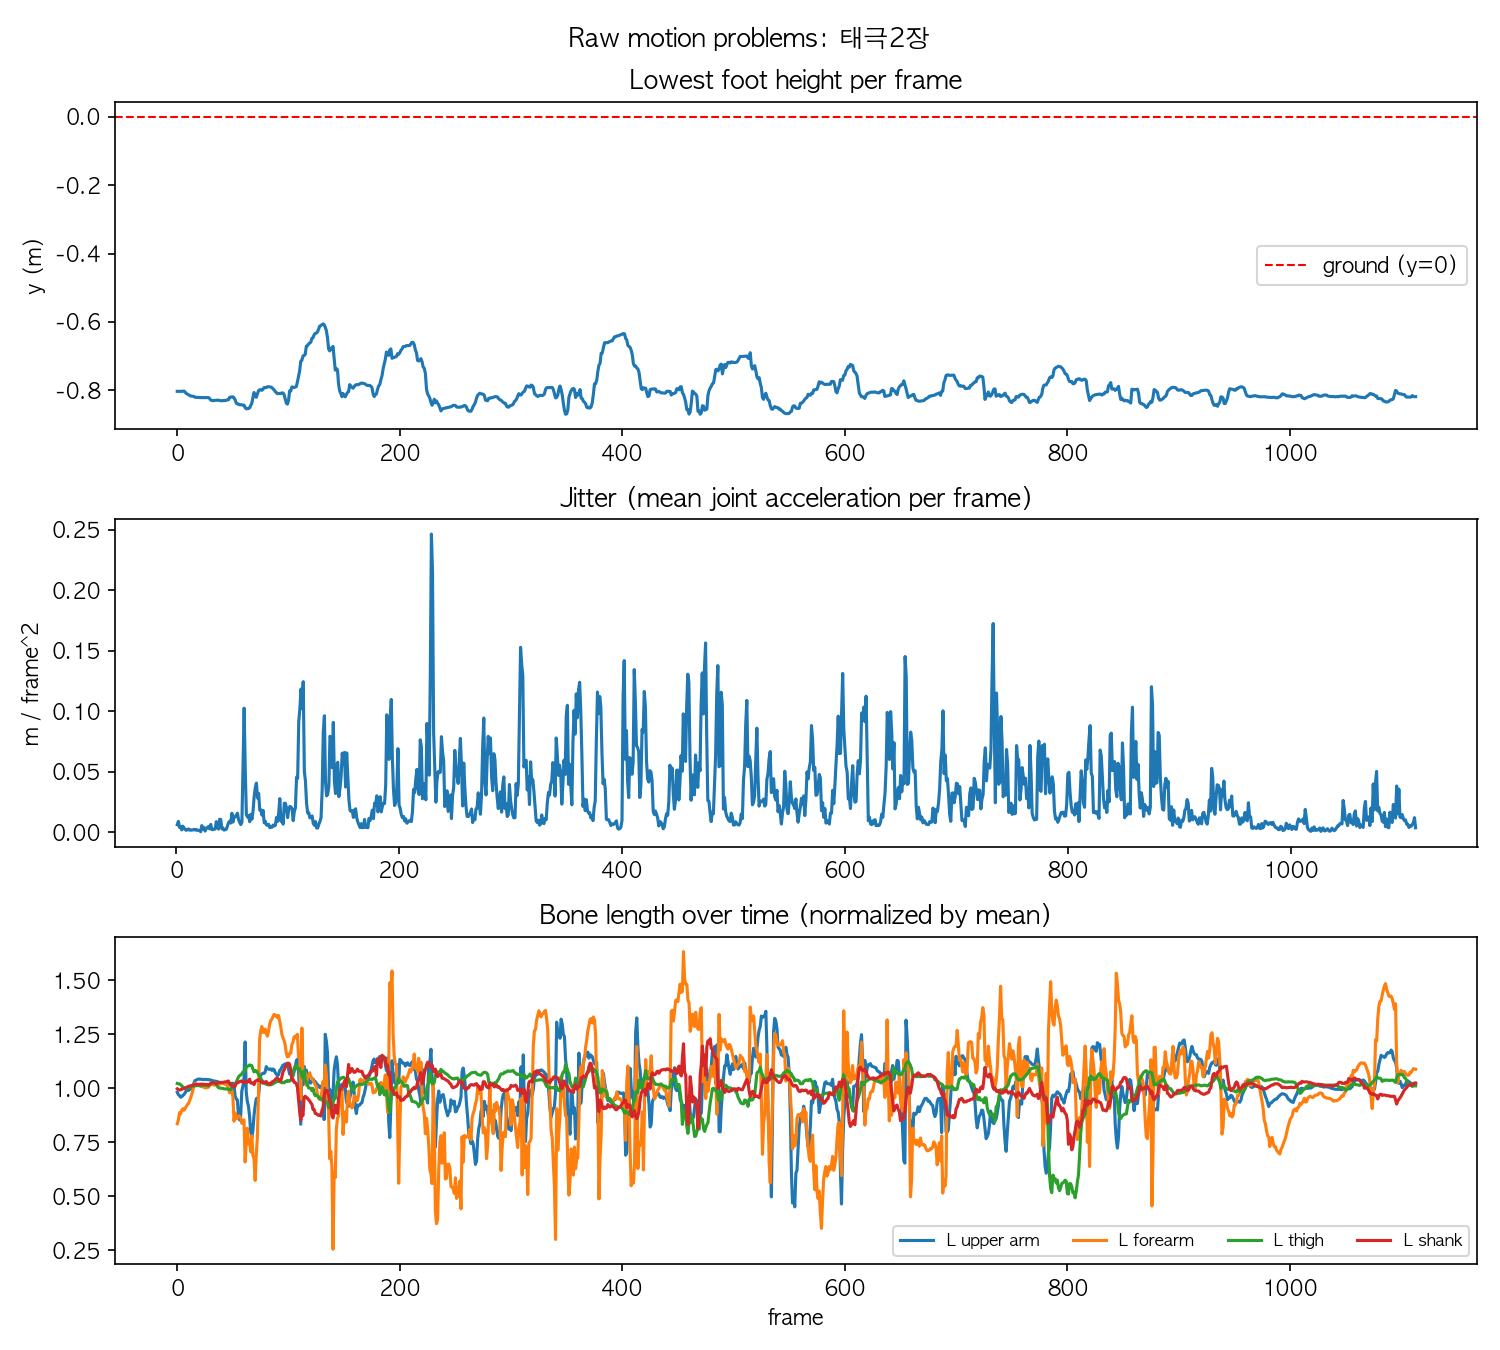 Raw motion problems: 태극2장
Lowest foot height per frame
0.0
-0.2
-0.4
-0.6
-0.8
y (m)
ground (y=0)
0 200 400 600 800 1000
Jitter (mean joint acceleration per frame)
0.25
0.20
0.15
0.10
0.05
0.00
m / frame^2
0 200 400 600 800 1000
Bone length over time (normalized by mean)
1.50
1.25
1.00
0.75
0.50
0.25
L upper arm L forearm L thigh L shank
0 200 400 600 800 1000
frame